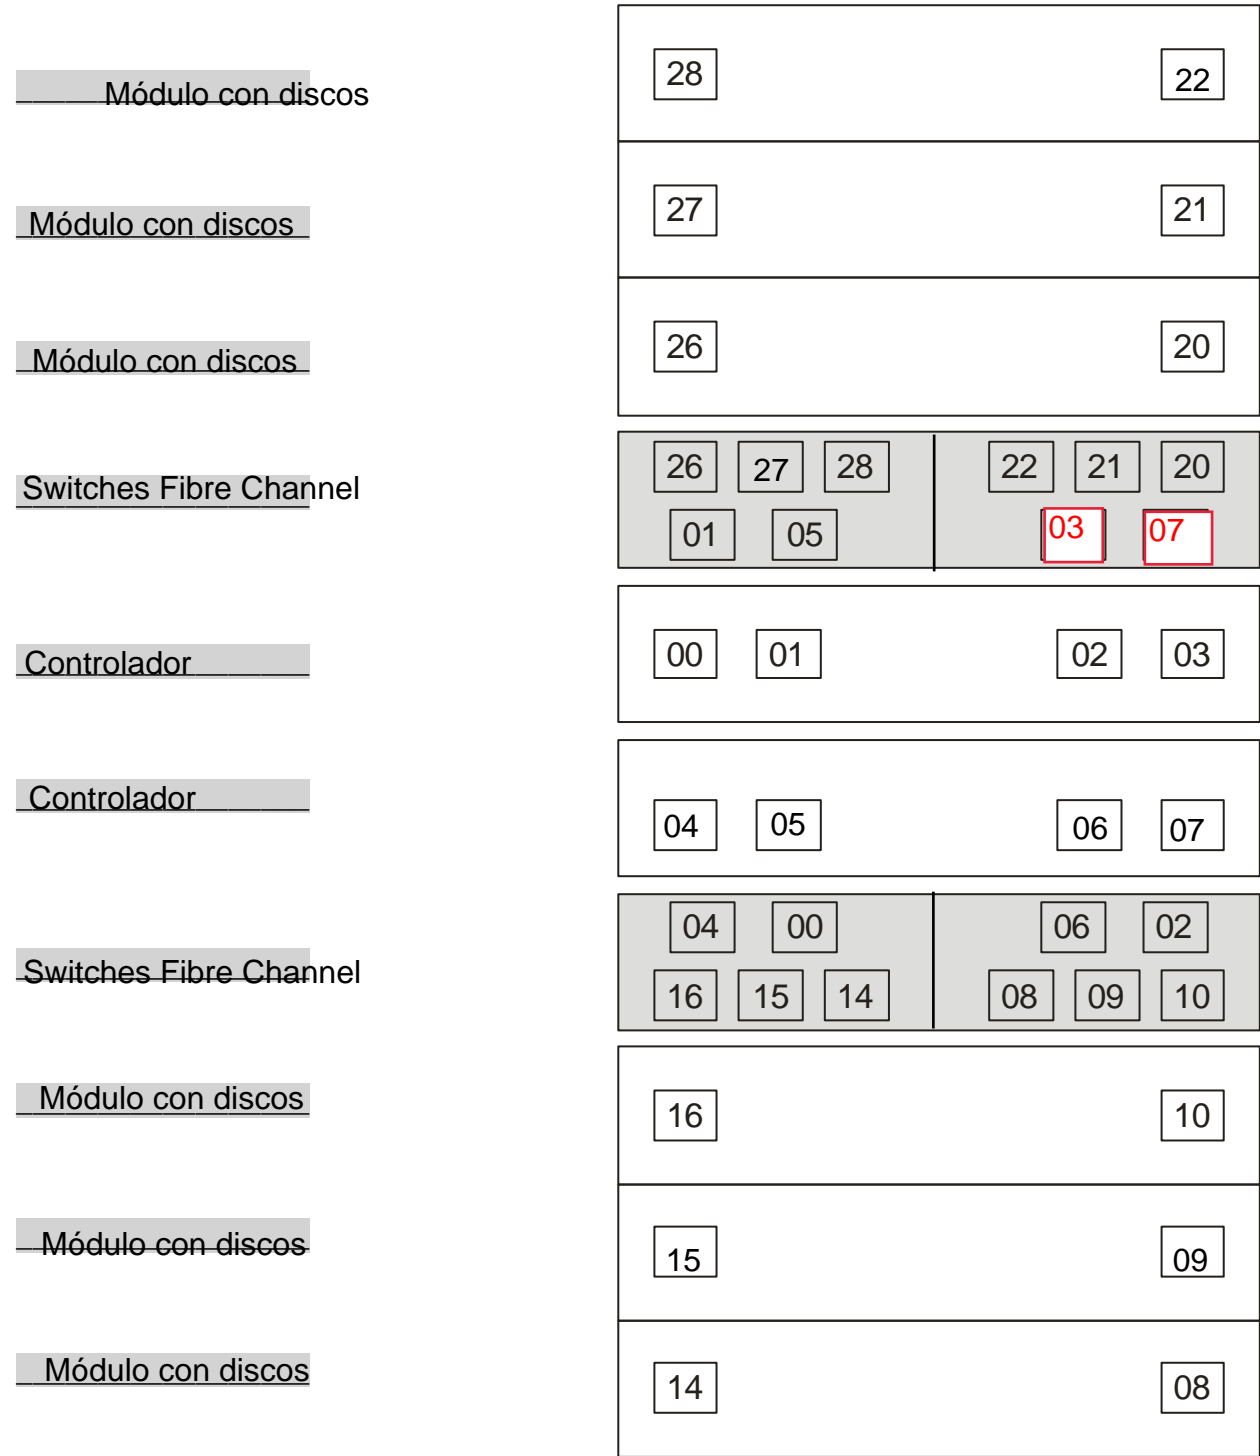 Módulo con discos 28 22
Módulo con discos 27 21
Módulo con discos 26 20
Switches Fibre Channel 26 27 28 22 21 20
01 05 03 07
Controlador 00 01 02 03
Controlador 04 05 06 07
04 00 06 02
Switches Fibre Channel 16 15 14 08 09 10
Módulo con discos 16 10
Módulo con discos 15 09
Módulo con discos 14 08